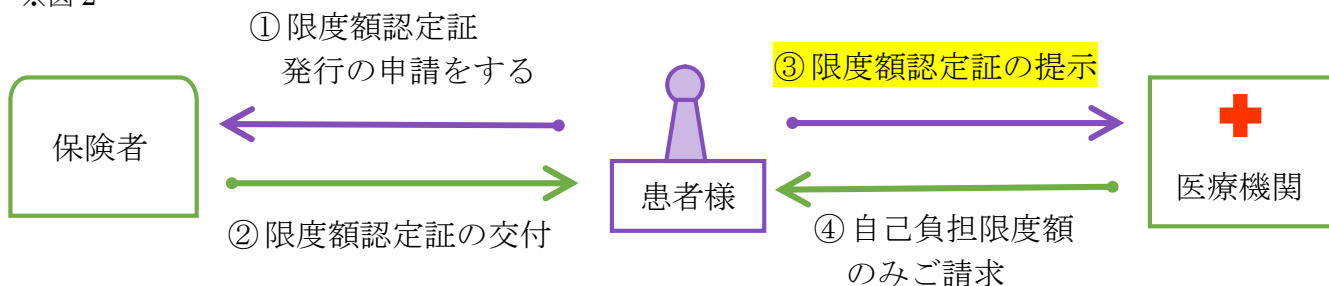 ※図2
①限度額認定証
発行の申請をする
③限度額認定証の提示
保険者
患者様
医療機関
②限度額認定証の交付
④自己負担限度額
のみご請求